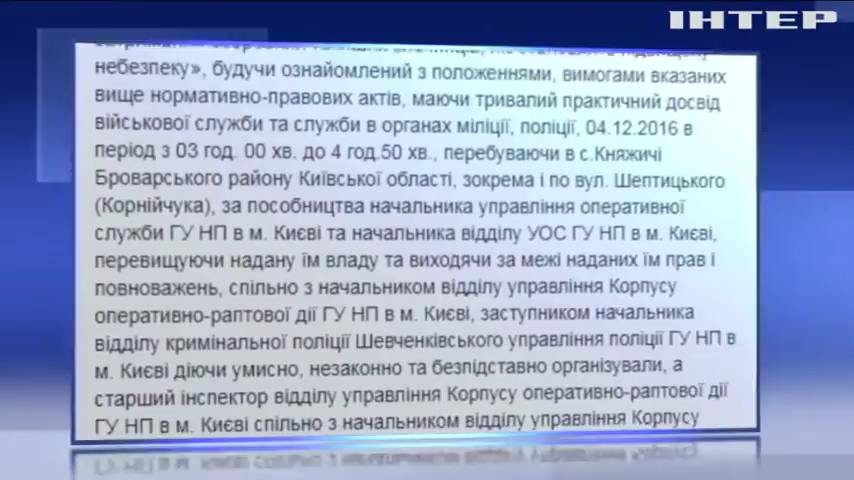 ІНТЕР
небезпеку», будучи ознайомлений з положеннями, вимогами вказаних
вище нормативно-правових актів, маючи тривалий практичний досвід
військової служби та служби в органах міліції, поліції, 04.12.2016 в
період з 03 год. 00 хв. до 4 год.50 хв., перебуваючи в с.Княжичі
Броварського району Київської області, зокрема і по вул. Шептицького
(Корнійчука), за пособництва начальника управління оперативної
служби ГУ НП в м. Києві та начальника відділу УОС ГУ НП в м. Києві,
перевищуючи надану їм владу та виходячи за межі наданих їм прав і
повноважень, спільно з начальником відділу управління Корпусу
оперативно-раптової дії ГУ НП в м. Києві, заступником начальника
відділу кримінальної поліції Шевченківського управління поліції ГУ НП в
м. Києві діючи умисно, незаконно та безпідставно організували, а
старший інспектор відділу управління Корпусу оперативно-раптової дії
ГУ НП в м. Києві спільно з начальником відділу управління Корпусу